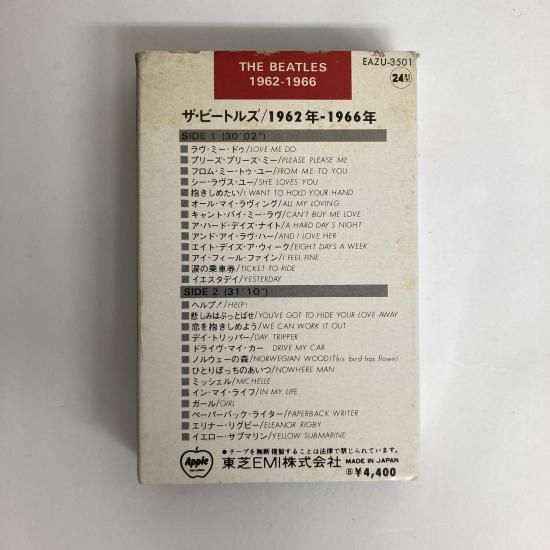 THE BEATLES
1962-1966
EAZU-3501
24曲
ザ・ビートルズ/1962年-1966年
SIDE 1 (30'02")
ラヴ・ミー・ドゥ/LOVE ME DO
プリーズ・プリーズ・ミー/PLEASE PLEASE ME
フロム・ミー・トゥ・ユー/FROM ME TO YOU
シー・ラヴズ・ユー/SHE LOVES YOU
抱きしめたい/I WANT TO HOLD YOUR HAND
オール・マイ・ラヴィング/ALL MY LOVING
キャント・バイ・ミー・ラヴ/CAN'T BUY ME LOVE
ア・ハード・デイズ・ナイト/A HARD DAY'S NIGHT
アンド・アイ・ラヴ・ハー/AND I LOVE HER
エイト・デイズ・ア・ウィーク/EIGHT DAYS A WEEK
アイ・フィール・ファイン/I FEEL FINE
涙の乗車券/TICKET TO RIDE
イエスタデイ/YESTERDAY
SIDE 2 (31'10")
ヘルプ!/HELP!
悲しみはぶっとばせ/YOU'VE GOT TO HIDE YOUR LOVE AWAY
恋を抱きしめよう/WE CAN WORK IT OUT
デイ・トリッパー/DAY TRIPPER
ドライヴ・マイ・カー DRIVE MY CAR
ノルウェーの森/NORWEGIAN WOOD(This bird has flown)
ひとりぼっちのあいつ/NOWHERE MAN
ミッシェル/MICHELLE
イン・マイ・ライフ/IN MY LIFE
ガール/GIRL
ペーパーバック・ライター/PAPERBACK WRITER
エリナー・リグビー/ELEANOR RIGBY
イエロー・サブマリン/YELLOW SUBMARINE
●テープを無断複製することは法律で禁じられています。
Apple
東芝EMI株式会社 MADE IN JAPAN
Ⓑ¥4,400